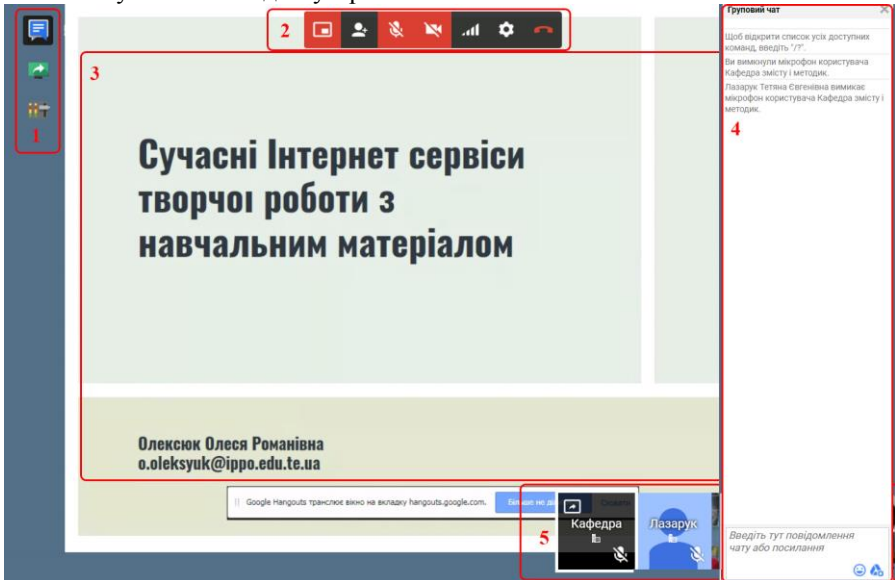 1
2
3
Сучасні Інтернет сервіси
творчої роботи з
навчальним матеріалом
Олексюк Олеся Романівна
o.oleksyuk@ippo.edu.te.ua
Google Hangouts транслює вікно на вкладку hangouts.google.com.
5
Кафедра
Лазарук
Груповий чат
Щоб відкрити список усіх доступних
команд, введіть "/?".
Ви вимкнули мікрофон користувача
Кафедра змісту і методик.
Лазарук Тетяна Євгенівна вимикає
мікрофон користувача Кафедра змісту і
методик.
4
Введіть тут повідомлення
чату або посилання